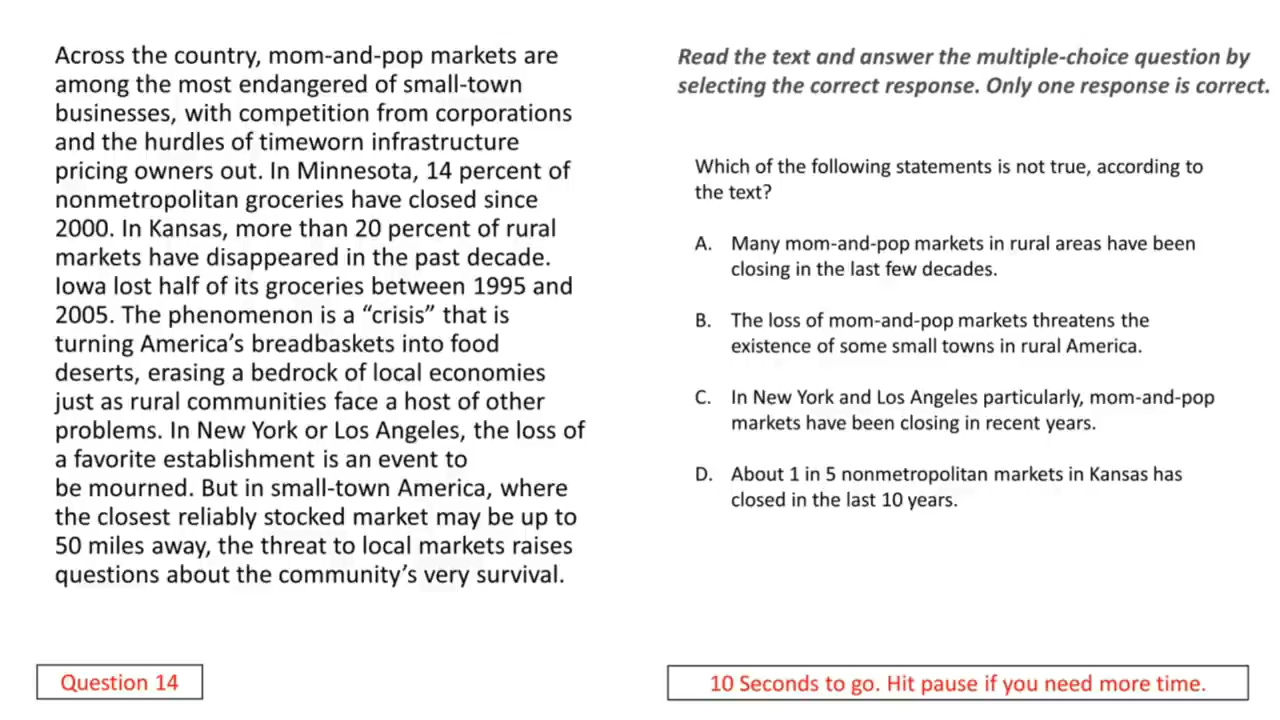 Across the country, mom-and-pop markets are
among the most endangered of small-town
businesses, with competition from corporations
and the hurdles of timeworn infrastructure
pricing owners out. In Minnesota, 14 percent of
nonmetropolitan groceries have closed since
2000. In Kansas, more than 20 percent of rural
markets have disappeared in the past decade.
Iowa lost half of its groceries between 1995 and
2005. The phenomenon is a “crisis” that is
turning America’s breadbaskets into food
deserts, erasing a bedrock of local economies
just as rural communities face a host of other
problems. In New York or Los Angeles, the loss of
a favorite establishment is an event to
be mourned. But in small-town America, where
the closest reliably stocked market may be up to
50 miles away, the threat to local markets raises
questions about the community’s very survival.
Question 14
Read the text and answer the multiple-choice question by
selecting the correct response. Only one response is correct.
Which of the following statements is not true, according to
the text?
A. Many mom-and-pop markets in rural areas have been
closing in the last few decades.
B. The loss of mom-and-pop markets threatens the
existence of some small towns in rural America.
C. In New York and Los Angeles particularly, mom-and-pop
markets have been closing in recent years.
D. About 1 in 5 nonmetropolitan markets in Kansas has
closed in the last 10 years.
10 Seconds to go. Hit pause if you need more time.